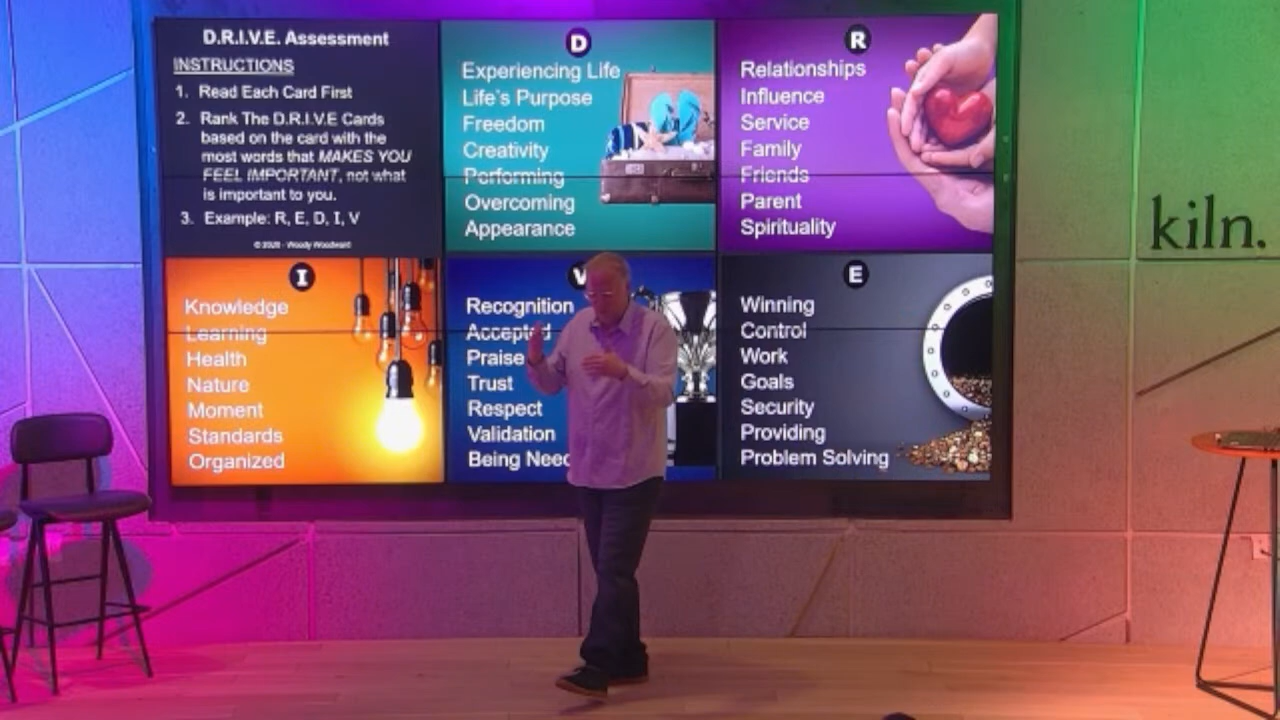 D.R.I.V.E. Assessment
INSTRUCTIONS
1. Read Each Card First
2. Rank The D.R.I.V.E Cards
based on the card with the
most words that MAKES YOU
FEEL IMPORTANT, not what
is important to you.
3. Example: R, E, D, I, V
© 2020 - Woody Woodward
D
Experiencing Life
Life's Purpose
Freedom
Creativity
Performing
Overcoming
Appearance
R
Relationships
Influence
Service
Family
Friends
Parent
Spirituality
I
Knowledge
Learning
Health
Nature
Moment
Standards
Organized
V
Recognition
Accepted
Praise
Trust
Respect
Validation
Being
E
Winning
Control
Work
Goals
Security
Providing
Problem Solving
kiln.